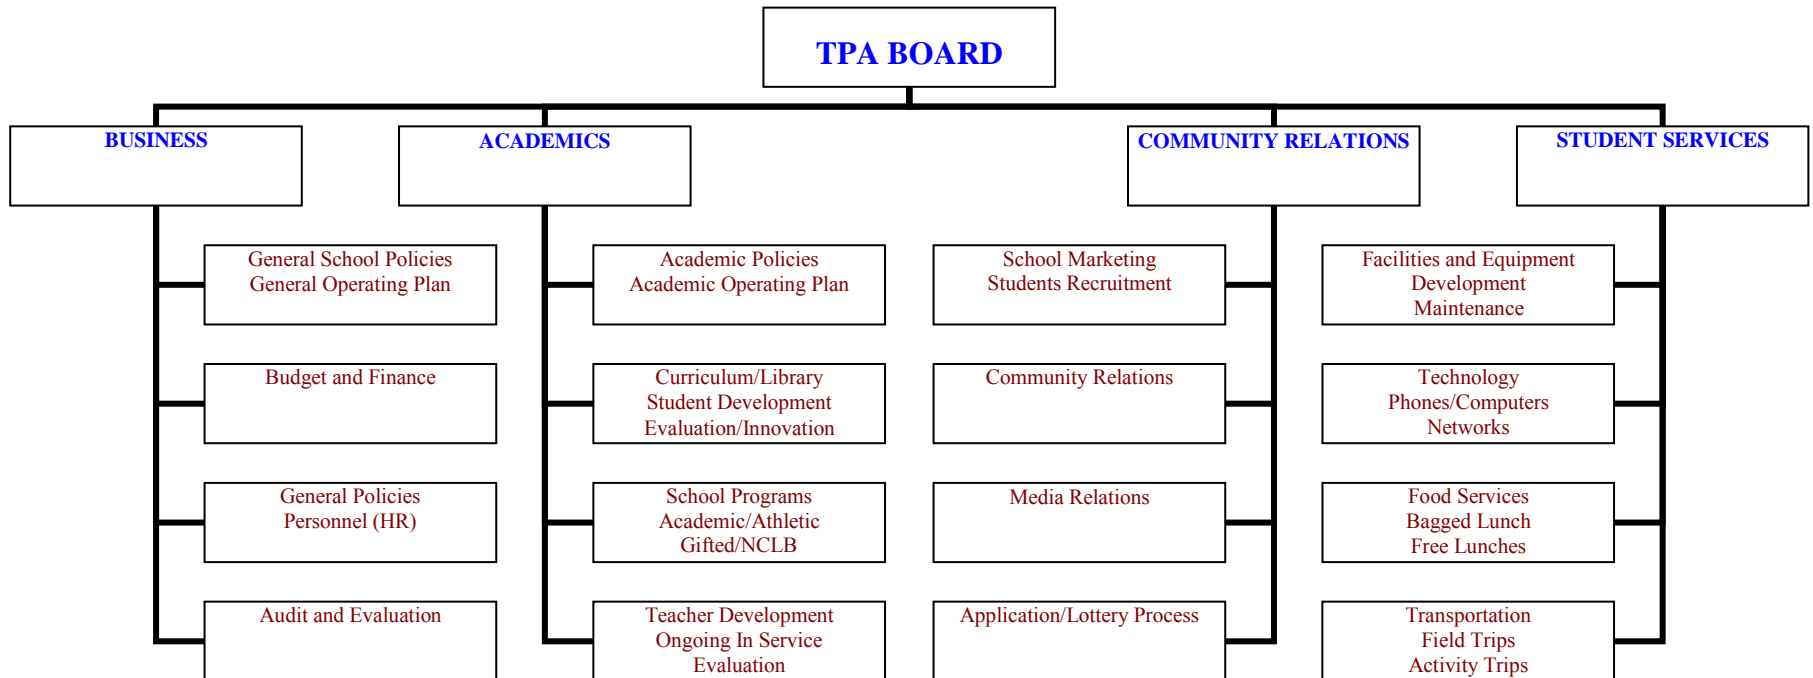 TPA BOARD
BUSINESS
ACADEMICS
COMMUNITY RELATIONS
STUDENT SERVICES
General School Policies
General Operating Plan
Budget and Finance
General Policies
Personnel (HR)
Audit and Evaluation
Academic Policies
Academic Operating Plan
Curriculum/Library
Student Development
Evaluation/Innovation
School Programs
Academic/Athletic
Gifted/NCLB
Teacher Development
Ongoing In Service
Evaluation
School Marketing
Students Recruitment
Community Relations
Media Relations
Application/Lottery Process
Facilities and Equipment
Development
Maintenance
Technology
Phones/Computers
Networks
Food Services
Bagged Lunch
Free Lunches
Transportation
Field Trips
Activity Trips